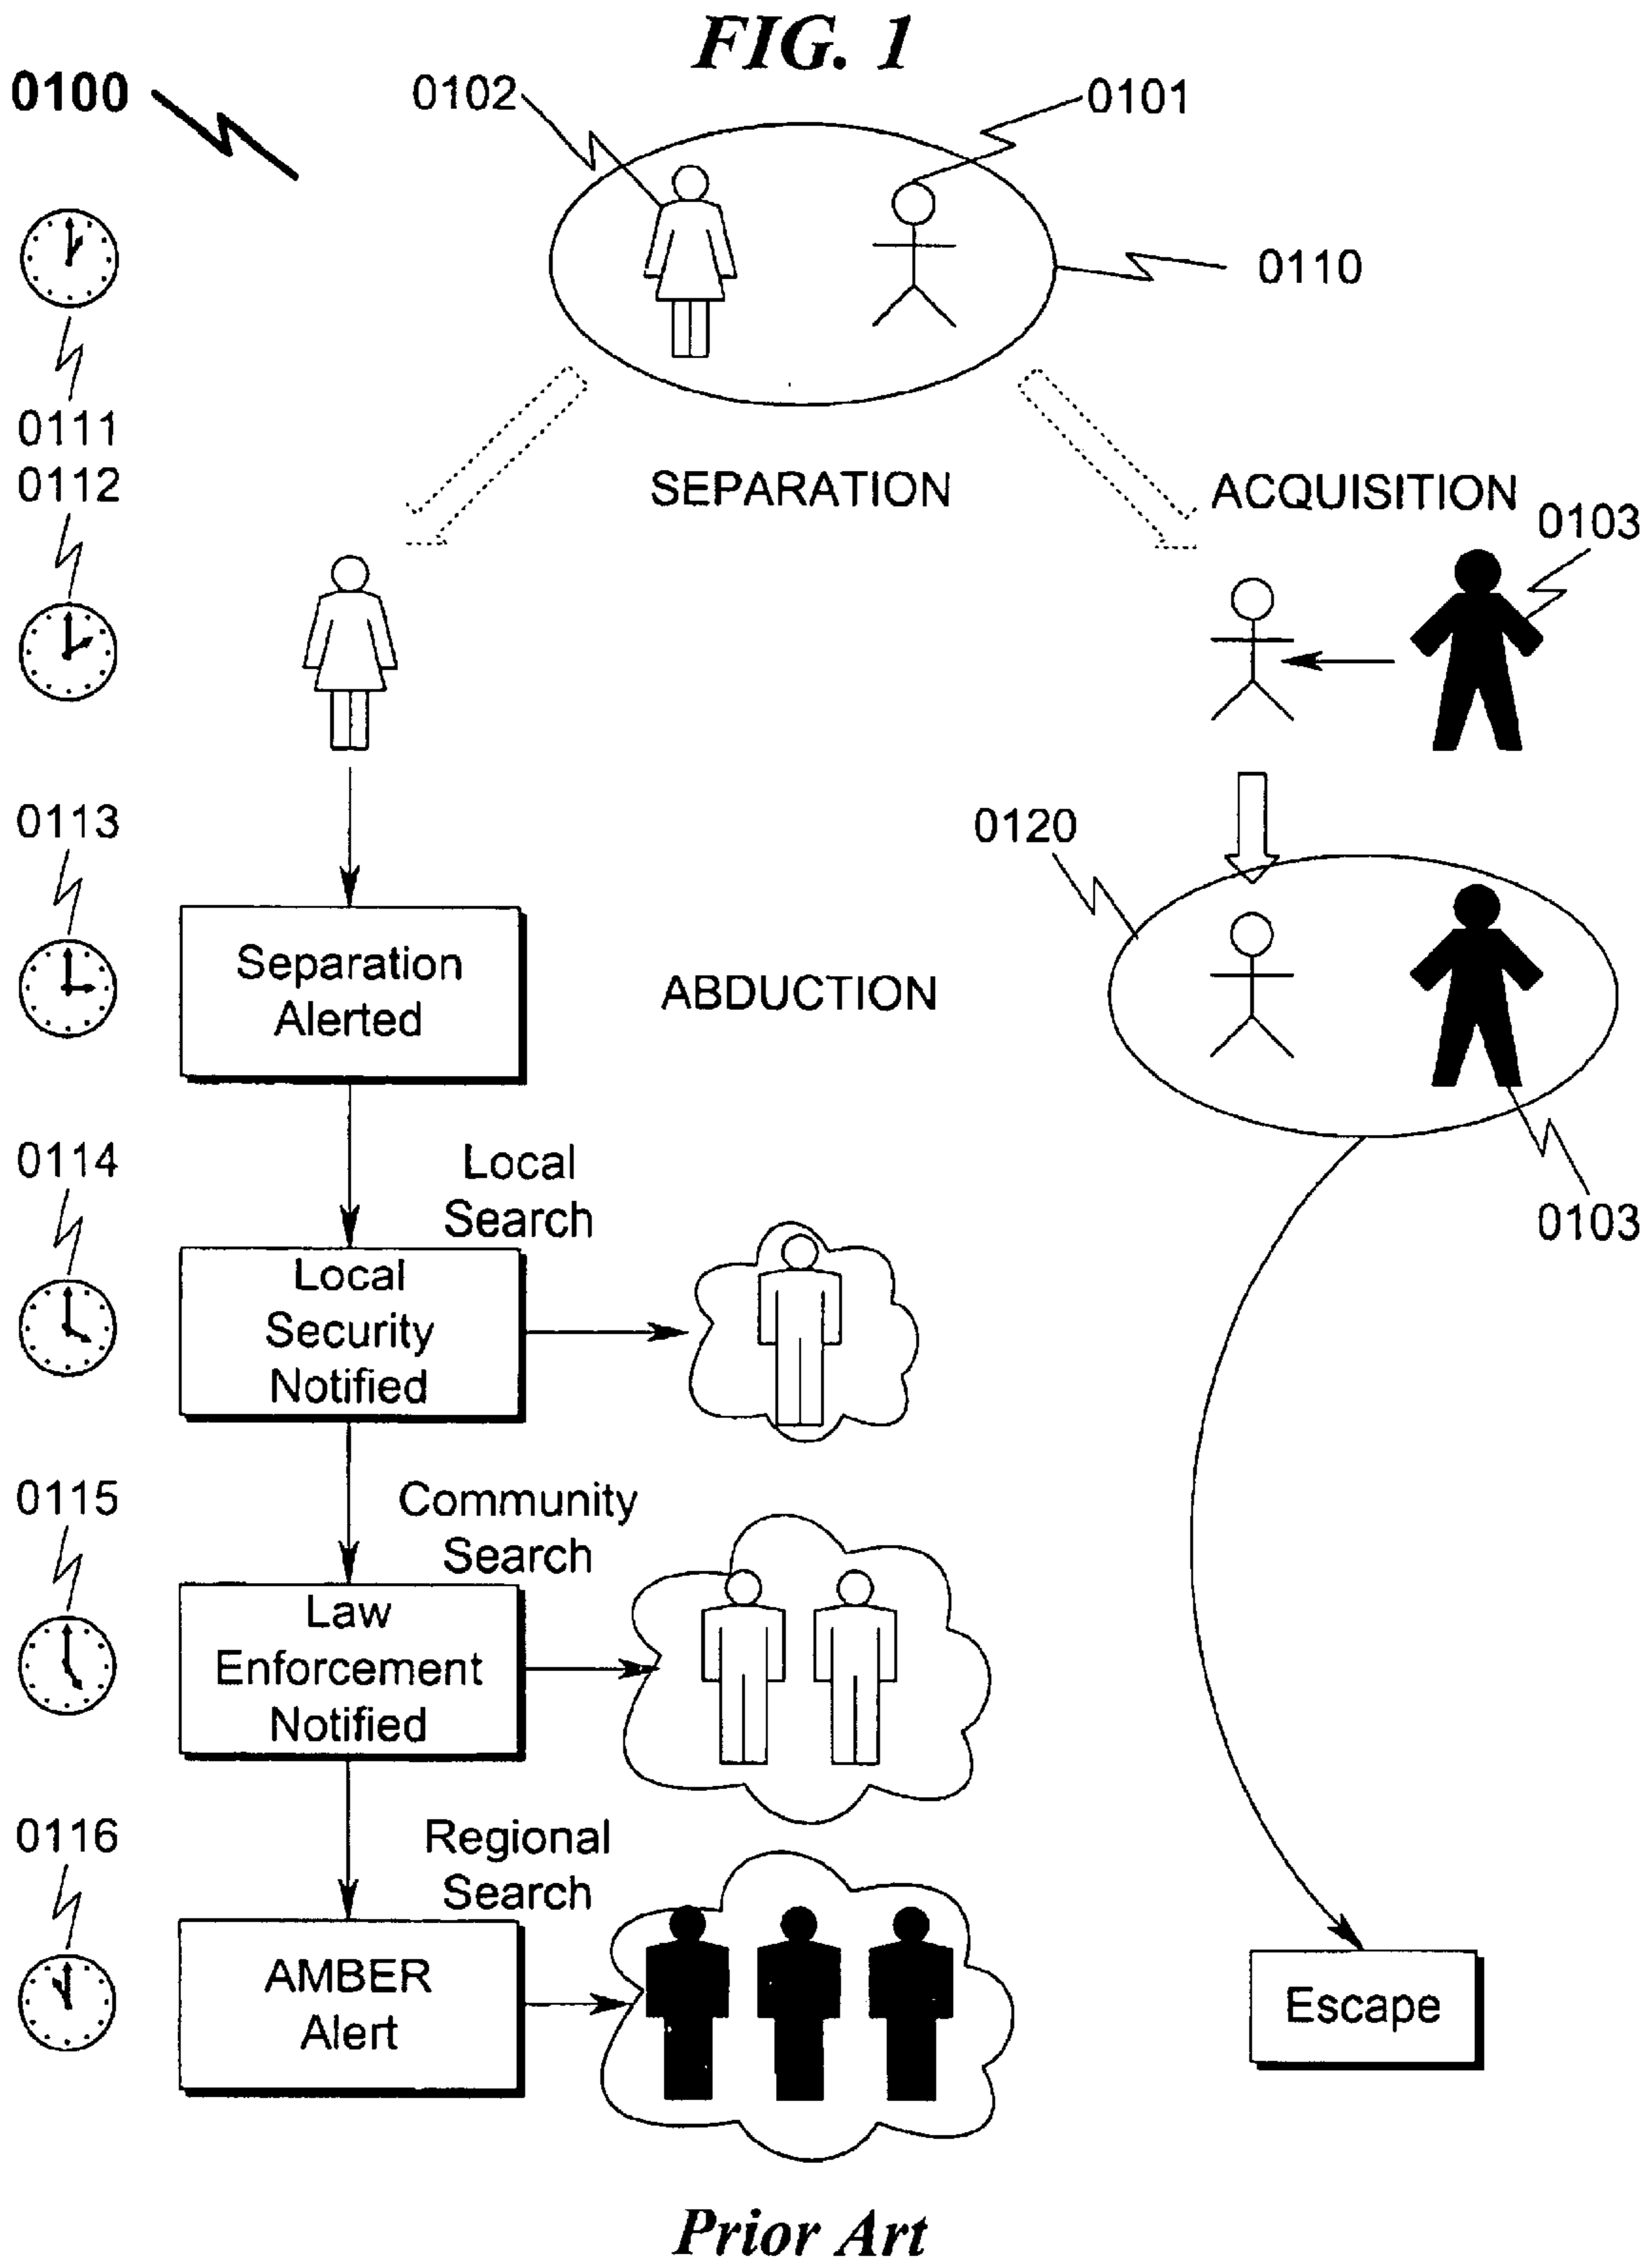 FIG. 1
0100
0102
0101
0110
0111
0112
SEPARATION
ACQUISITION
0103
0113
0120
Separation
Alerted
ABDUCTION
0114
Local
Search
0103
Local
Security
Notified
0115
Community
Search
Law
Enforcement
Notified
0116
Regional
Search
AMBER
Alert
Escape
Prior Art